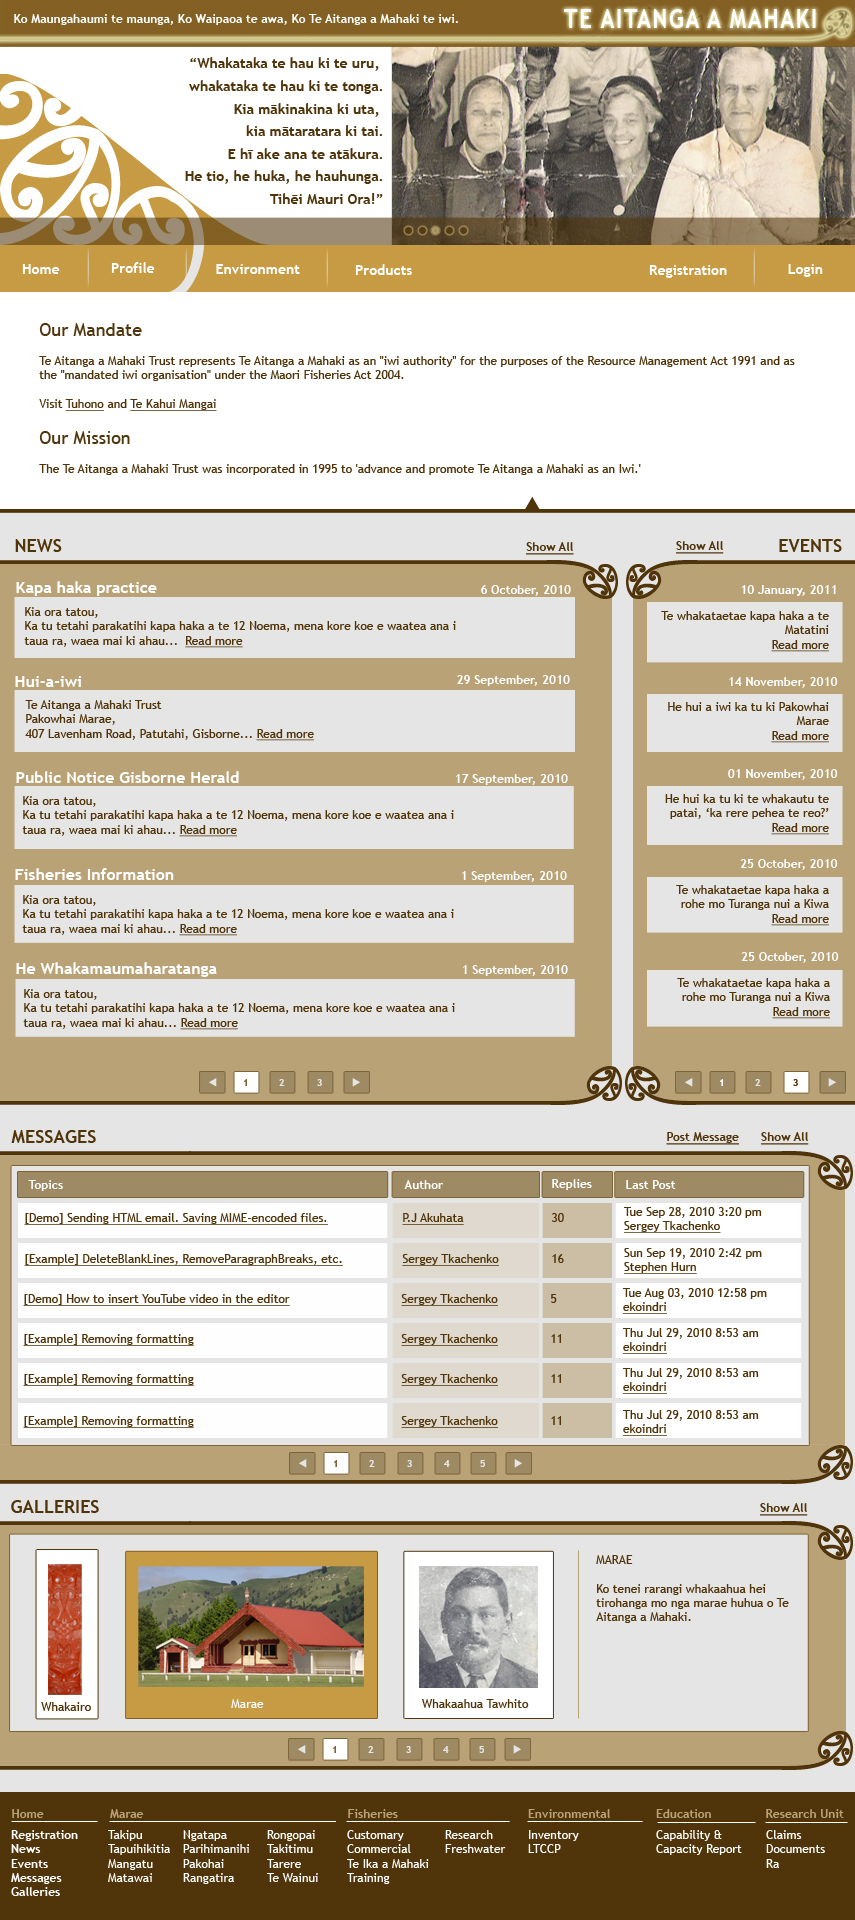 Ko Maungahaumi te maunga, Ko Waipaoa te awa, Ko Te Aitanga a Mahaki te iwi.
TE AITANGA A MAHAKI
“Whakataka te hau ki te uru,
whakataka te hau ki te tonga.
Kia mākinakina ki uta,
kia mātaratara ki tai.
E hī ake ana te atākura.
He tio, he huka, he hauhunga.
Tihēi Mauri Ora!”
Home
Profile
Environment
Products
Registration
Login
Our Mandate
Te Aitanga a Mahaki Trust represents Te Aitanga a Mahaki as an "iwi authority" for the purposes of the Resource Management Act 1991 and as
the "mandated iwi organisation" under the Maori Fisheries Act 2004.
Visit Tuhono and Te Kahui Mangai
Our Mission
The Te Aitanga a Mahaki Trust was incorporated in 1995 to 'advance and promote Te Aitanga a Mahaki as an Iwi.'
NEWS
Show All
Kapa haka practice
6 October, 2010
Kia ora tatou,
Ka tu tetahi parakatihi kapa haka a te 12 Noema, mena kore koe e waatea ana i
taua ra, waea mai ki ahau... Read more
Hui-a-iwi
29 September, 2010
Te Aitanga a Mahaki Trust
Pakowhai Marae,
407 Lavenham Road, Patutahi, Gisborne... Read more
Public Notice Gisborne Herald
17 September, 2010
Kia ora tatou,
Ka tu tetahi parakatihi kapa haka a te 12 Noema, mena kore koe e waatea ana i
taua ra, waea mai ki ahau... Read more
Fisheries Information
1 September, 2010
Kia ora tatou,
Ka tu tetahi parakatihi kapa haka a te 12 Noema, mena kore koe e waatea ana i
taua ra, waea mai ki ahau... Read more
He Whakamaumaharatanga
1 September, 2010
Kia ora tatou,
Ka tu tetahi parakatihi kapa haka a te 12 Noema, mena kore koe e waatea ana i
taua ra, waea mai ki ahau... Read more
1 2 3
Show All
EVENTS
10 January, 2011
Te whakataetae kapa haka a te
Matatini
Read more
14 November, 2010
He hui a iwi ka tu ki Pakowhai
Marae
Read more
01 November, 2010
He hui ka tu ki te whakautu te
patai, ‘ka rere pehea te reo?’
Read more
25 October, 2010
Te whakataetae kapa haka a
rohe mo Turanga nui a Kiwa
Read more
25 October, 2010
Te whakataetae kapa haka a
rohe mo Turanga nui a Kiwa
Read more
1 2 3
MESSAGES
Post Message
Show All
Topics Author Replies Last Post
[Demo] Sending HTML email. Saving MIME-encoded files. P.J Akuhata 30 Tue Sep 28, 2010 3:20 pm
Sergey Tkachenko
[Example] DeleteBlankLines, RemoveParagraphBreaks, etc. Sergey Tkachenko 16 Sun Sep 19, 2010 2:42 pm
Stephen Hurn
[Demo] How to insert YouTube video in the editor Sergey Tkachenko 5 Tue Aug 03, 2010 12:58 pm
ekoindri
[Example] Removing formatting Sergey Tkachenko 11 Thu Jul 29, 2010 8:53 am
ekoindri
[Example] Removing formatting Sergey Tkachenko 11 Thu Jul 29, 2010 8:53 am
ekoindri
[Example] Removing formatting Sergey Tkachenko 11 Thu Jul 29, 2010 8:53 am
ekoindri
1 2 3 4 5
GALLERIES
Show All
Whakairo
Marae
Whakaahua Tawhito
MARAE
Ko tenei rarangi whakaahua hei
tirohanga mo nga marae huhua o Te
Aitanga a Mahaki.
1 2 3 4 5
Home
Registration
News
Events
Messages
Galleries
Marae
Takipu
Tapuihikitia
Mangatu
Matawai
Ngatapa
Parihimanihi
Pakohai
Rangatira
Rongopai
Takitimu
Tarere
Te Wainui
Fisheries
Customary
Commercial
Te Ika a Mahaki
Training
Research
Freshwater
Environmental
Inventory
LTCCP
Education
Capability &
Capacity Report
Research Unit
Claims
Documents
Ra